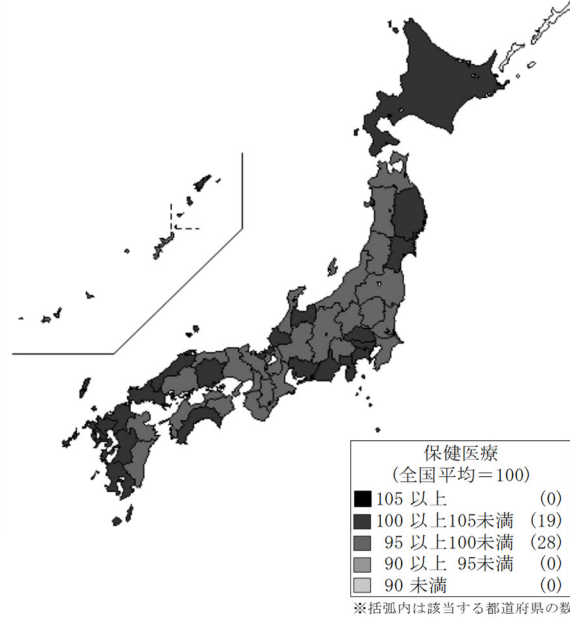 保健医療
(全国平均＝100)
105 以上 (0)
100 以上105未満 (19)
95 以上100未満 (28)
90 以上 95未満 (0)
90 未満 (0)
※括弧内は該当する都道府県の数